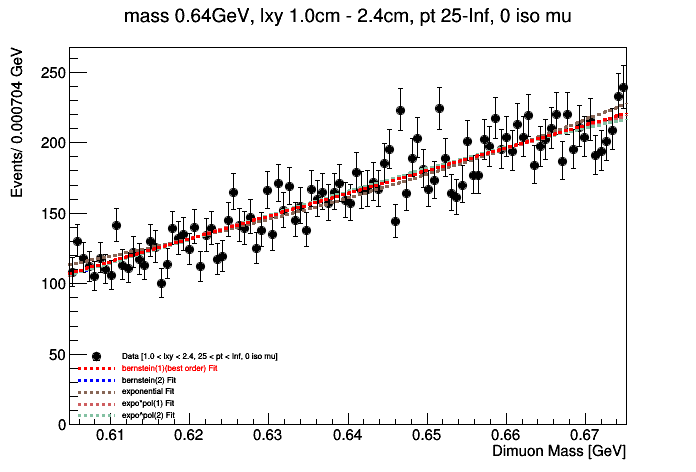 mass 0.64GeV, lxy 1.0cm - 2.4cm, pt 25-Inf, 0 iso mu
Events/ 0.000704 GeV
250
200
150
100
50
0
Data [1.0 < lxy < 2.4, 25 < pt < Inf, 0 iso mu]
bernstein(1)(best order) Fit
bernstein(2) Fit
exponential Fit
expo*pol(1) Fit
expo*pol(2) Fit
0.61 0.62 0.63 0.64 0.65 0.66 0.67
Dimuon Mass [GeV]